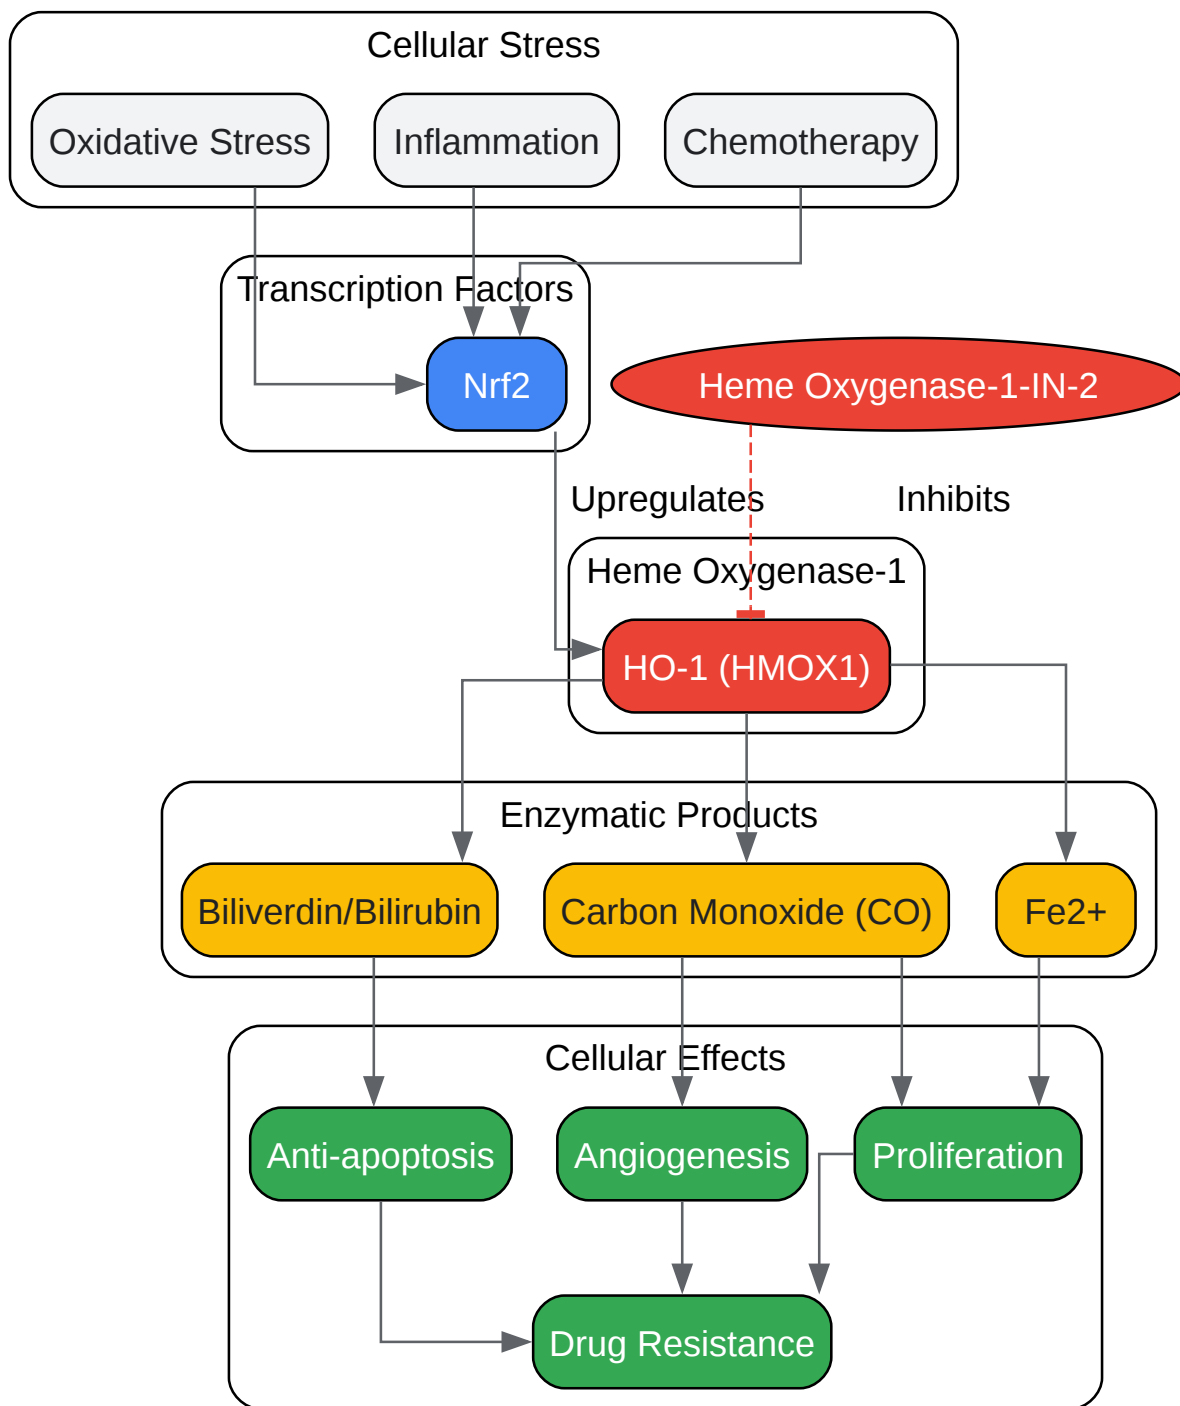 Cellular Stress
Oxidative Stress
Inflammation
Chemotherapy
Transcription Factors
Nrf2
Heme Oxygenase-1-IN-2
Upregulates
Inhibits
Heme Oxygenase-1
HO-1 (HMOX1)
Enzymatic Products
Biliverdin/Bilirubin
Carbon Monoxide (CO)
Fe2+
Cellular Effects
Anti-apoptosis
Angiogenesis
Proliferation
Drug Resistance